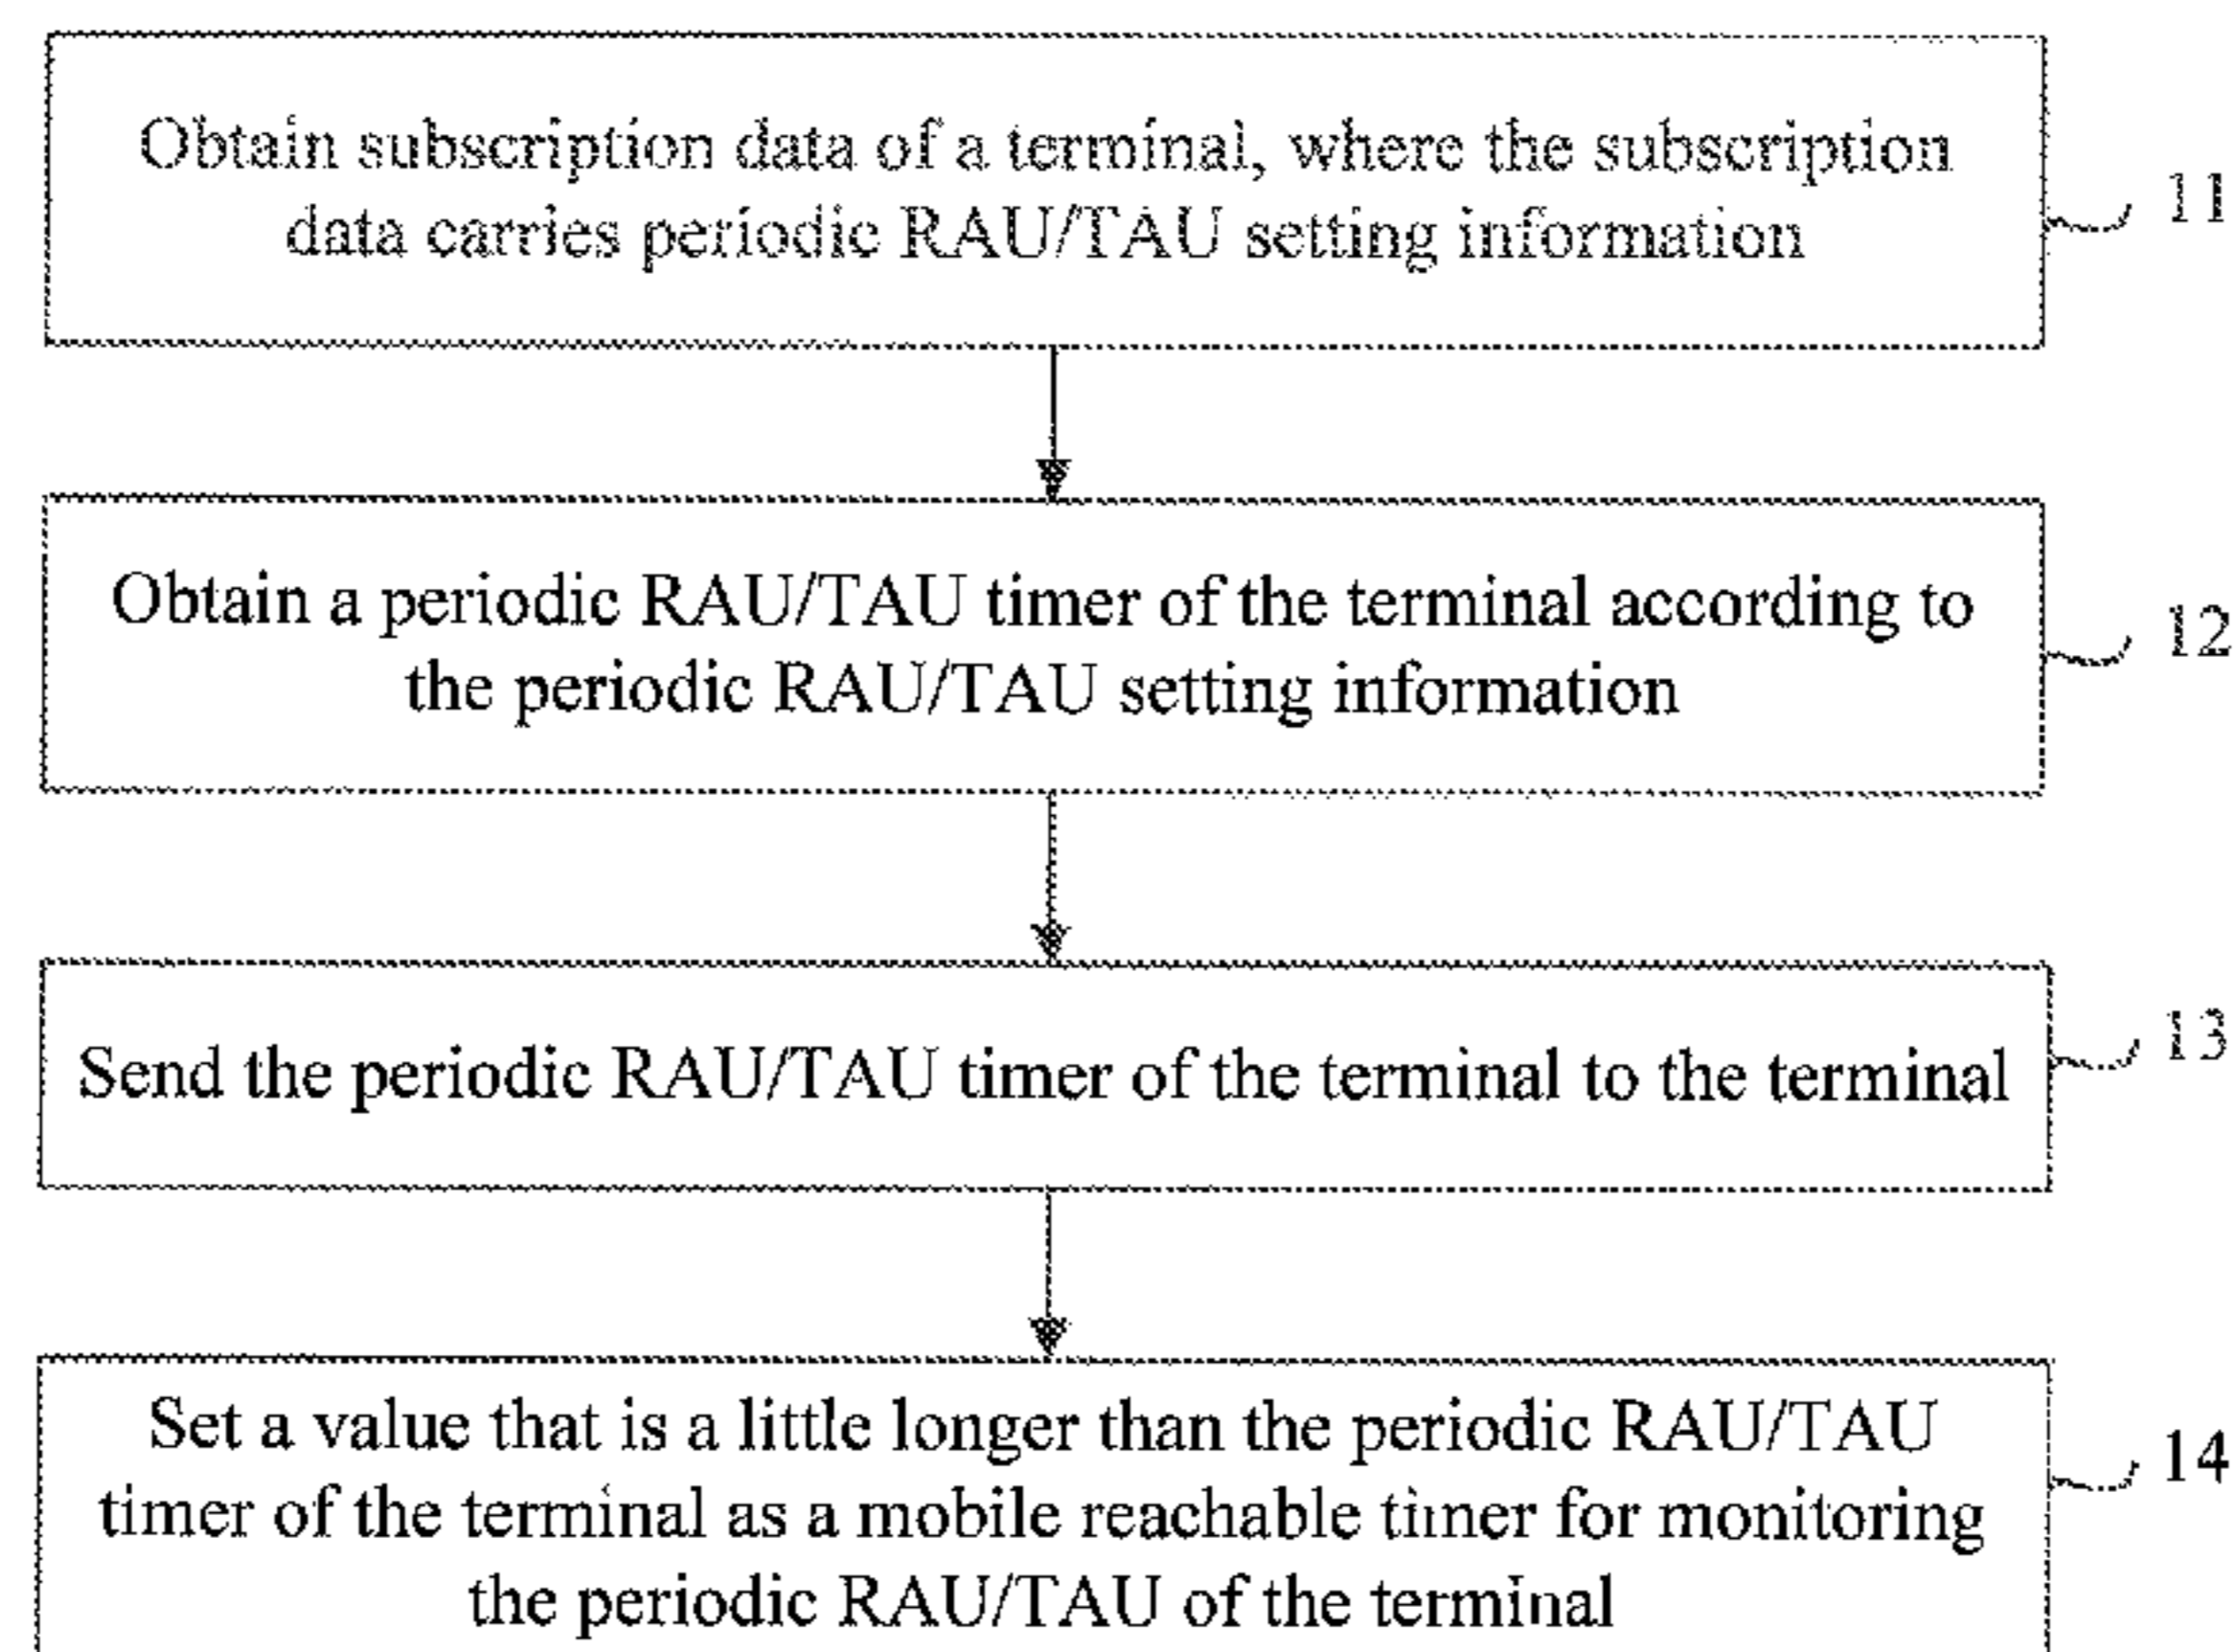 Obtain subscription data of a terminal, where the subscription
data carries periodic RAU/TAU setting information
11
Obtain a periodic RAU/TAU timer of the terminal according to
the periodic RAU/TAU setting information
12
Send the periodic RAU/TAU timer of the terminal to the terminal
13
Set a value that is a little longer than the periodic RAU/TAU
timer of the terminal as a mobile reachable timer for monitoring
the periodic RAU/TAU of the terminal
14